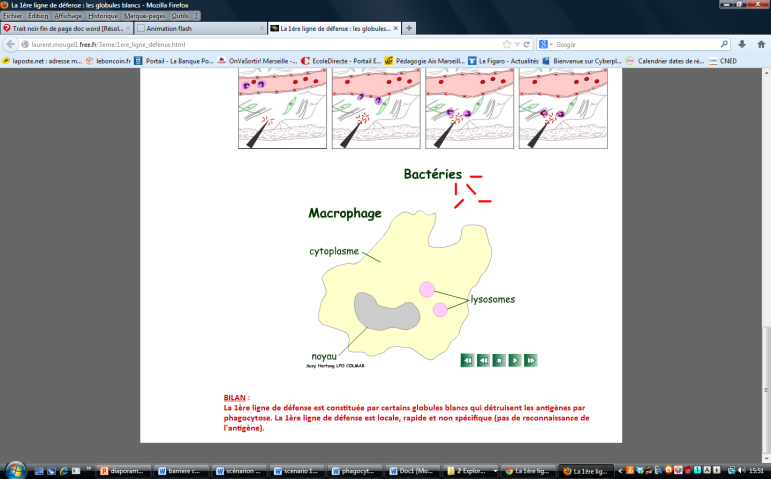 La 1ère ligne de défense : les globules blancs - Mozilla Firefox
Fichier Edition Affichage Historique Marque-pages Outils ?
Trait noir fin de page doc word [Résol... × Animation flash × La 1ère ligne de défense : les globules... × +
laurent.mougel1.free.fr/3eme/1ere_ligne_defense.html Google
laposte.net : adresse m... leboncoin.fr Portail - La Banque Po... OnVaSortir! Marseille -... EcoleDirecte - Portail E... Pédagogie Aix Marseill... Le Figaro - Actualités Bienvenue sur Cyberpl... Calendrier dates de ré... CNED
Bactéries
Macrophage
cytoplasme
lysosomes
noyau
Suzy Hertzog LPO COLMAR
BILAN :
La 1ère ligne de défense est constituée par certains globules blancs qui détruisent les antigènes par
phagocytose. La 1ère ligne de défense est locale, rapide et non spécifique (pas de reconnaissance de
l'antigène).
diaporam... barriere c... scénarion ... scenario 1... phagocyt... Doc1 [Mo... 2 Explor... La 1ère lig... La 1ère lig... 15:51